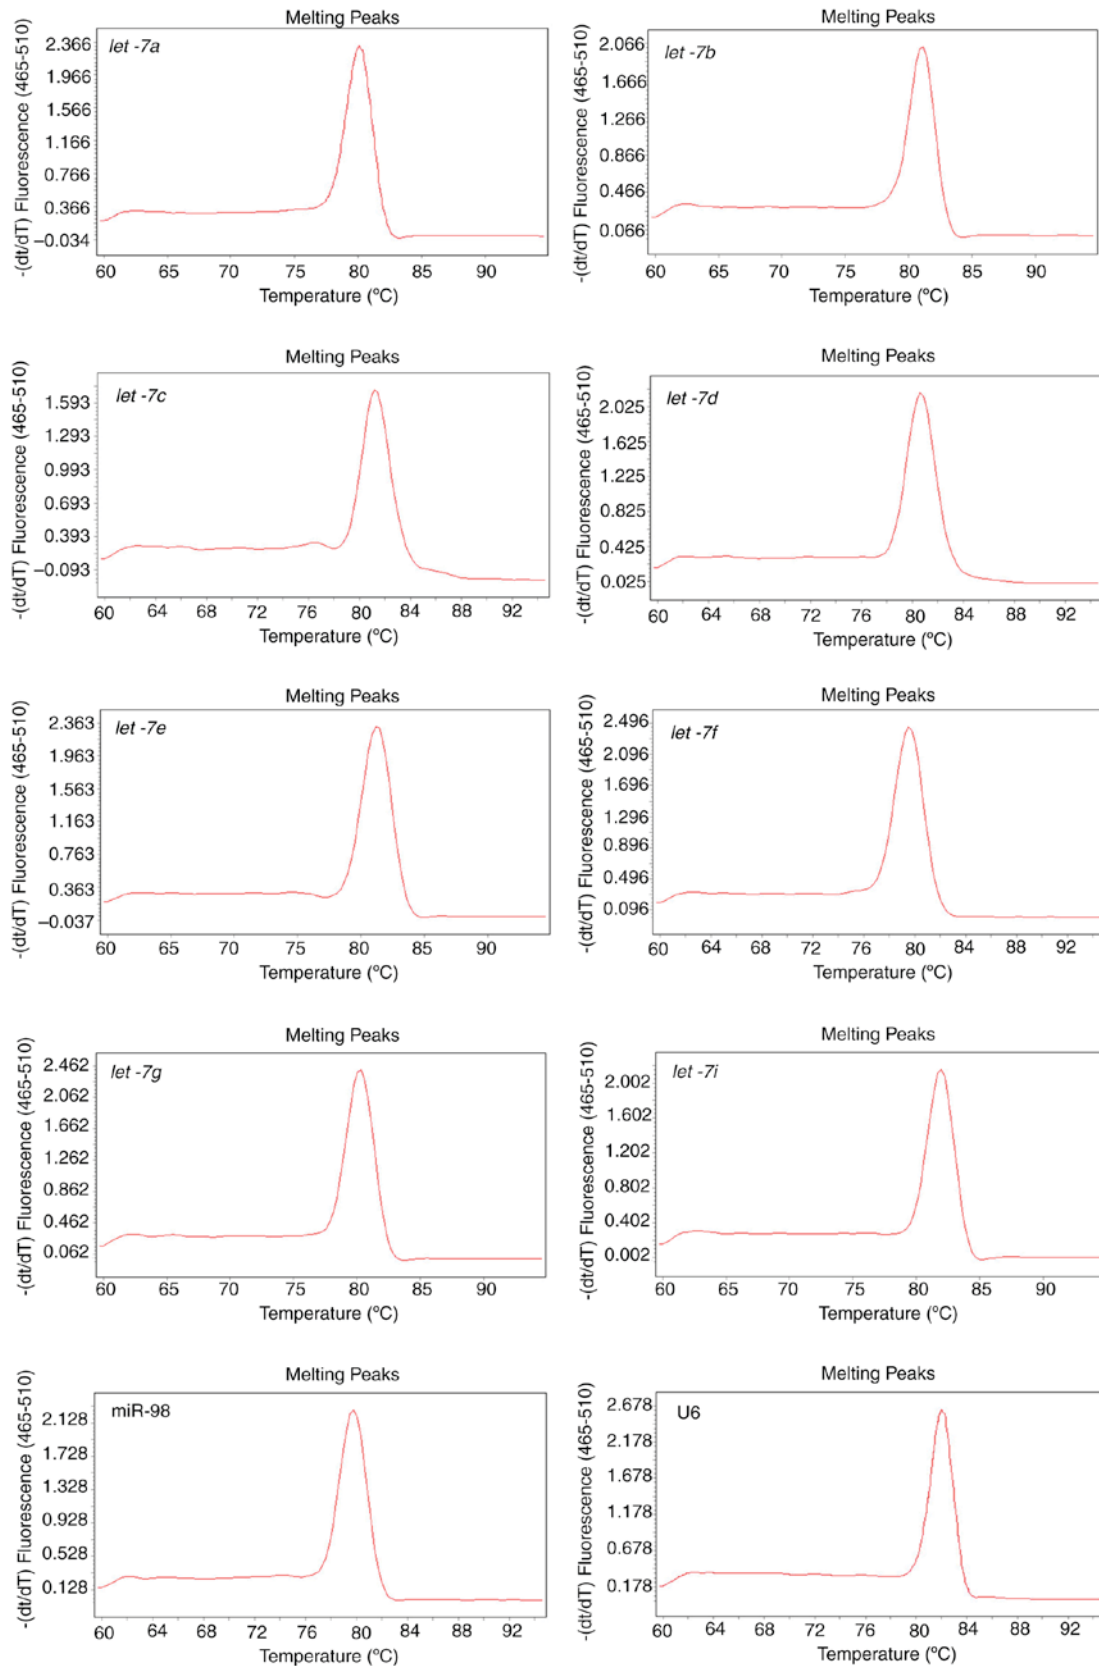 Melting Peaks
let -7a
-(dt/dT) Fluorescence (465-510)
2.366
1.966
1.566
1.166
0.766
0.366
–0.034
60 65 70 75 80 85 90
Temperature (ºC)
Melting Peaks
let -7b
-(dt/dT) Fluorescence (465-510)
2.066
1.666
1.266
0.866
0.466
0.066
60 65 70 75 81 85 90
Temperature (ºC)
Melting Peaks
let -7c
-(dt/dT) Fluorescence (465-510)
1.593
1.293
0.993
0.693
0.393
–0.093
60 64 68 72 76 80 84 88 92
Temperature (ºC)
Melting Peaks
let -7d
-(dt/dT) Fluorescence (465-510)
2.025
1.625
1.225
0.825
0.425
0.025
60 64 68 72 76 80 84 88 92
Temperature (ºC)
Melting Peaks
let -7e
-(dt/dT) Fluorescence (465-510)
2.363
1.963
1.563
1.163
0.763
0.363
–0.037
60 65 70 75 81 85 90
Temperature (ºC)
Melting Peaks
let -7f
-(dt/dT) Fluorescence (465-510)
2.496
2.096
1.696
1.296
0.896
0.496
0.096
60 64 68 72 76 80 84 88 92
Temperature (ºC)
Melting Peaks
let -7g
-(dt/dT) Fluorescence (465-510)
2.462
2.062
1.662
1.262
0.862
0.462
0.062
60 65 70 75 80 85 90
Temperature (ºC)
Melting Peaks
let -7i
-(dt/dT) Fluorescence (465-510)
2.002
1.602
1.202
0.802
0.402
0.002
60 65 70 75 80 85 90
Temperature (ºC)
Melting Peaks
miR-98
-(dt/dT) Fluorescence (465-510)
2.128
1.728
1.328
0.928
0.528
0.128
60 64 68 72 76 80 84 88 92
Temperature (ºC)
Melting Peaks
U6
-(dt/dT) Fluorescence (465-510)
2.678
2.178
1.678
1.178
0.678
0.178
60 64 68 72 76 82 84 88 92
Temperature (ºC)